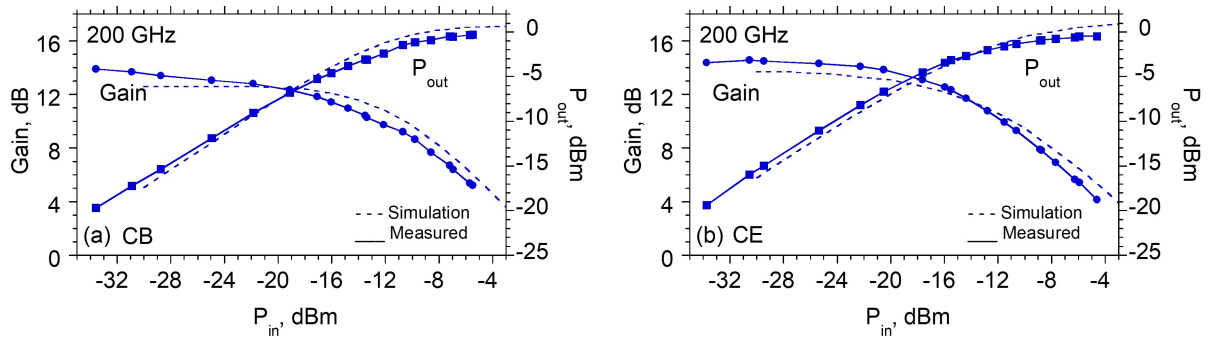 200 GHz
Gain
P_out
Simulation
Measured
(a) CB
Gain, dB
16
12
8
4
0
0
-5
-10
-15
-20
-25
P_out, dBm
-32 -28 -24 -20 -16 -12 -8 -4
P_in, dBm
200 GHz
Gain
P_out
Simulation
Measured
(b) CE
Gain, dB
16
12
8
4
0
0
-5
-10
-15
-20
-25
P_out, dBm
-32 -28 -24 -20 -16 -12 -8 -4
P_in, dBm